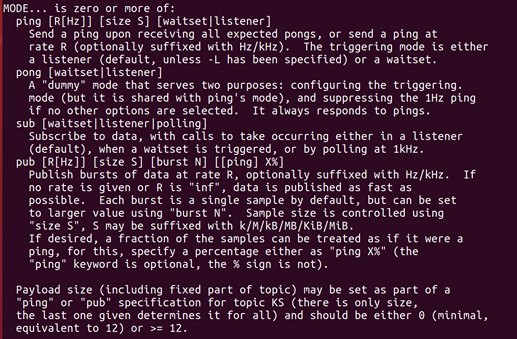 MODE... is zero or more of:
ping [R[Hz]] [size S] [waitset|listener]
Send a ping upon receiving all expected pongs, or send a ping at
rate R (optionally suffixed with Hz/kHz).  The triggering mode is either
a listener (default, unless -L has been specified) or a waitset.
pong [waitset|listener]
A "dummy" mode that serves two purposes: configuring the triggering.
mode (but it is shared with ping's mode), and suppressing the 1Hz ping
if no other options are selected.  It always responds to pings.
sub [waitset|listener|polling]
Subscribe to data, with calls to take occurring either in a listener
(default), when a waitset is triggered, or by polling at 1kHz.
pub [R[Hz]] [size S] [burst N] [[ping] X%]
Publish bursts of data at rate R, optionally suffixed with Hz/kHz.  If
no rate is given or R is "inf", data is published as fast as
possible.  Each burst is a single sample by default, but can be set
to larger value using "burst N".  Sample size is controlled using
"size S", S may be suffixed with k/M/kB/MB/KiB/MiB.
If desired, a fraction of the samples can be treated as if it were a
ping, for this, specify a percentage either as "ping X%" (the
"ping" keyword is optional, the % sign is not).
Payload size (including fixed part of topic) may be set as part of a
"ping" or "pub" specification for topic KS (there is only size,
the last one given determines it for all) and should be either 0 (minimal,
equivalent to 12) or >= 12.